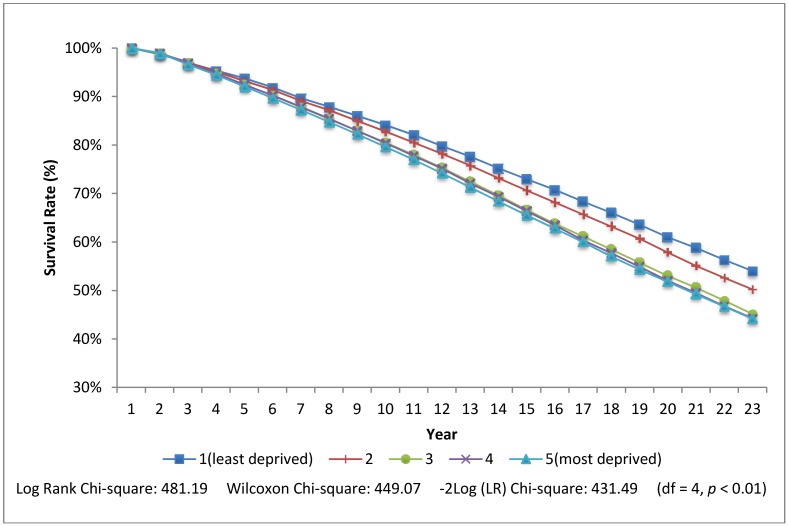 100%
90%
80%
70%
60%
50%
40%
30%
Survival Rate (%)
1 2 3 4 5 6 7 8 9 10 11 12 13 14 15 16 17 18 19 20 21 22 23
Year
1(least deprived) 2 3 4 5(most deprived)
Log Rank Chi-square: 481.19 Wilcoxon Chi-square: 449.07 -2Log (LR) Chi-square: 431.49 (df = 4, p < 0.01)